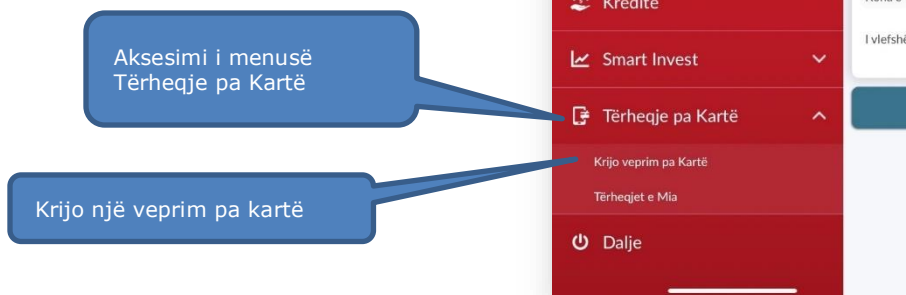 Kreditë
I vlefshë
Aksesimi i menusë
Tërheqje pa Kartë
Smart Invest
Tërheqje pa Kartë
Krijo veprim pa Kartë
Krijo një veprim pa kartë
Tërheqjet e Mia
Dalje